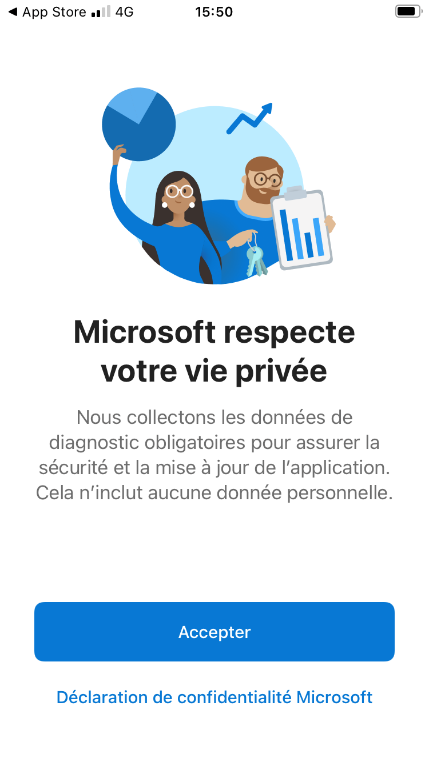 ◀ App Store 4G 15:50
Microsoft respecte
votre vie privée
Nous collectons les données de
diagnostic obligatoires pour assurer la
sécurité et la mise à jour de l’application.
Cela n’inclut aucune donnée personnelle.
Accepter
Déclaration de confidentialité Microsoft